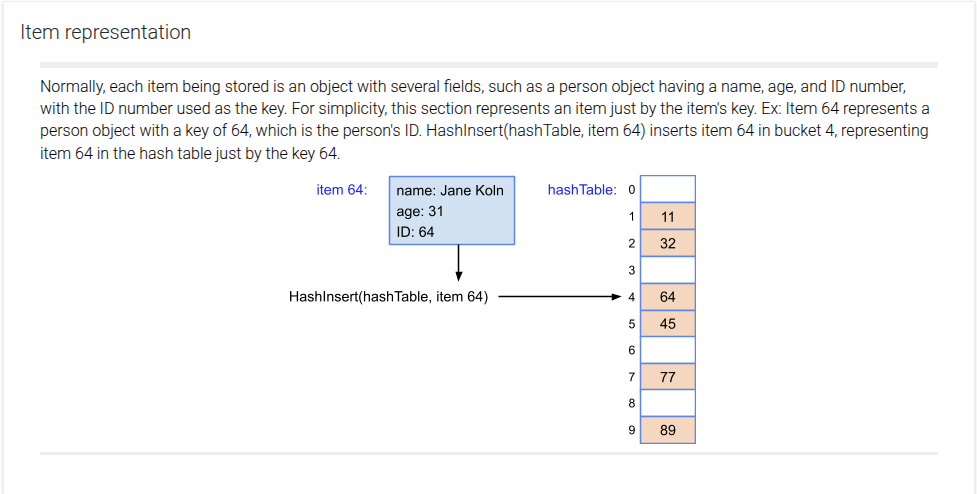 Item representation
Normally, each item being stored is an object with several fields, such as a person object having a name, age, and ID number,
with the ID number used as the key. For simplicity, this section represents an item just by the item's key. Ex: Item 64 represents a
person object with a key of 64, which is the person's ID. HashInsert(hashTable, item 64) inserts item 64 in bucket 4, representing
item 64 in the hash table just by the key 64.
item 64:
name: Jane Koln
age: 31
ID: 64
HashInsert(hashTable, item 64)
hashTable: 0
1 11
2 32
3
4 64
5 45
6
7 77
8
9 89